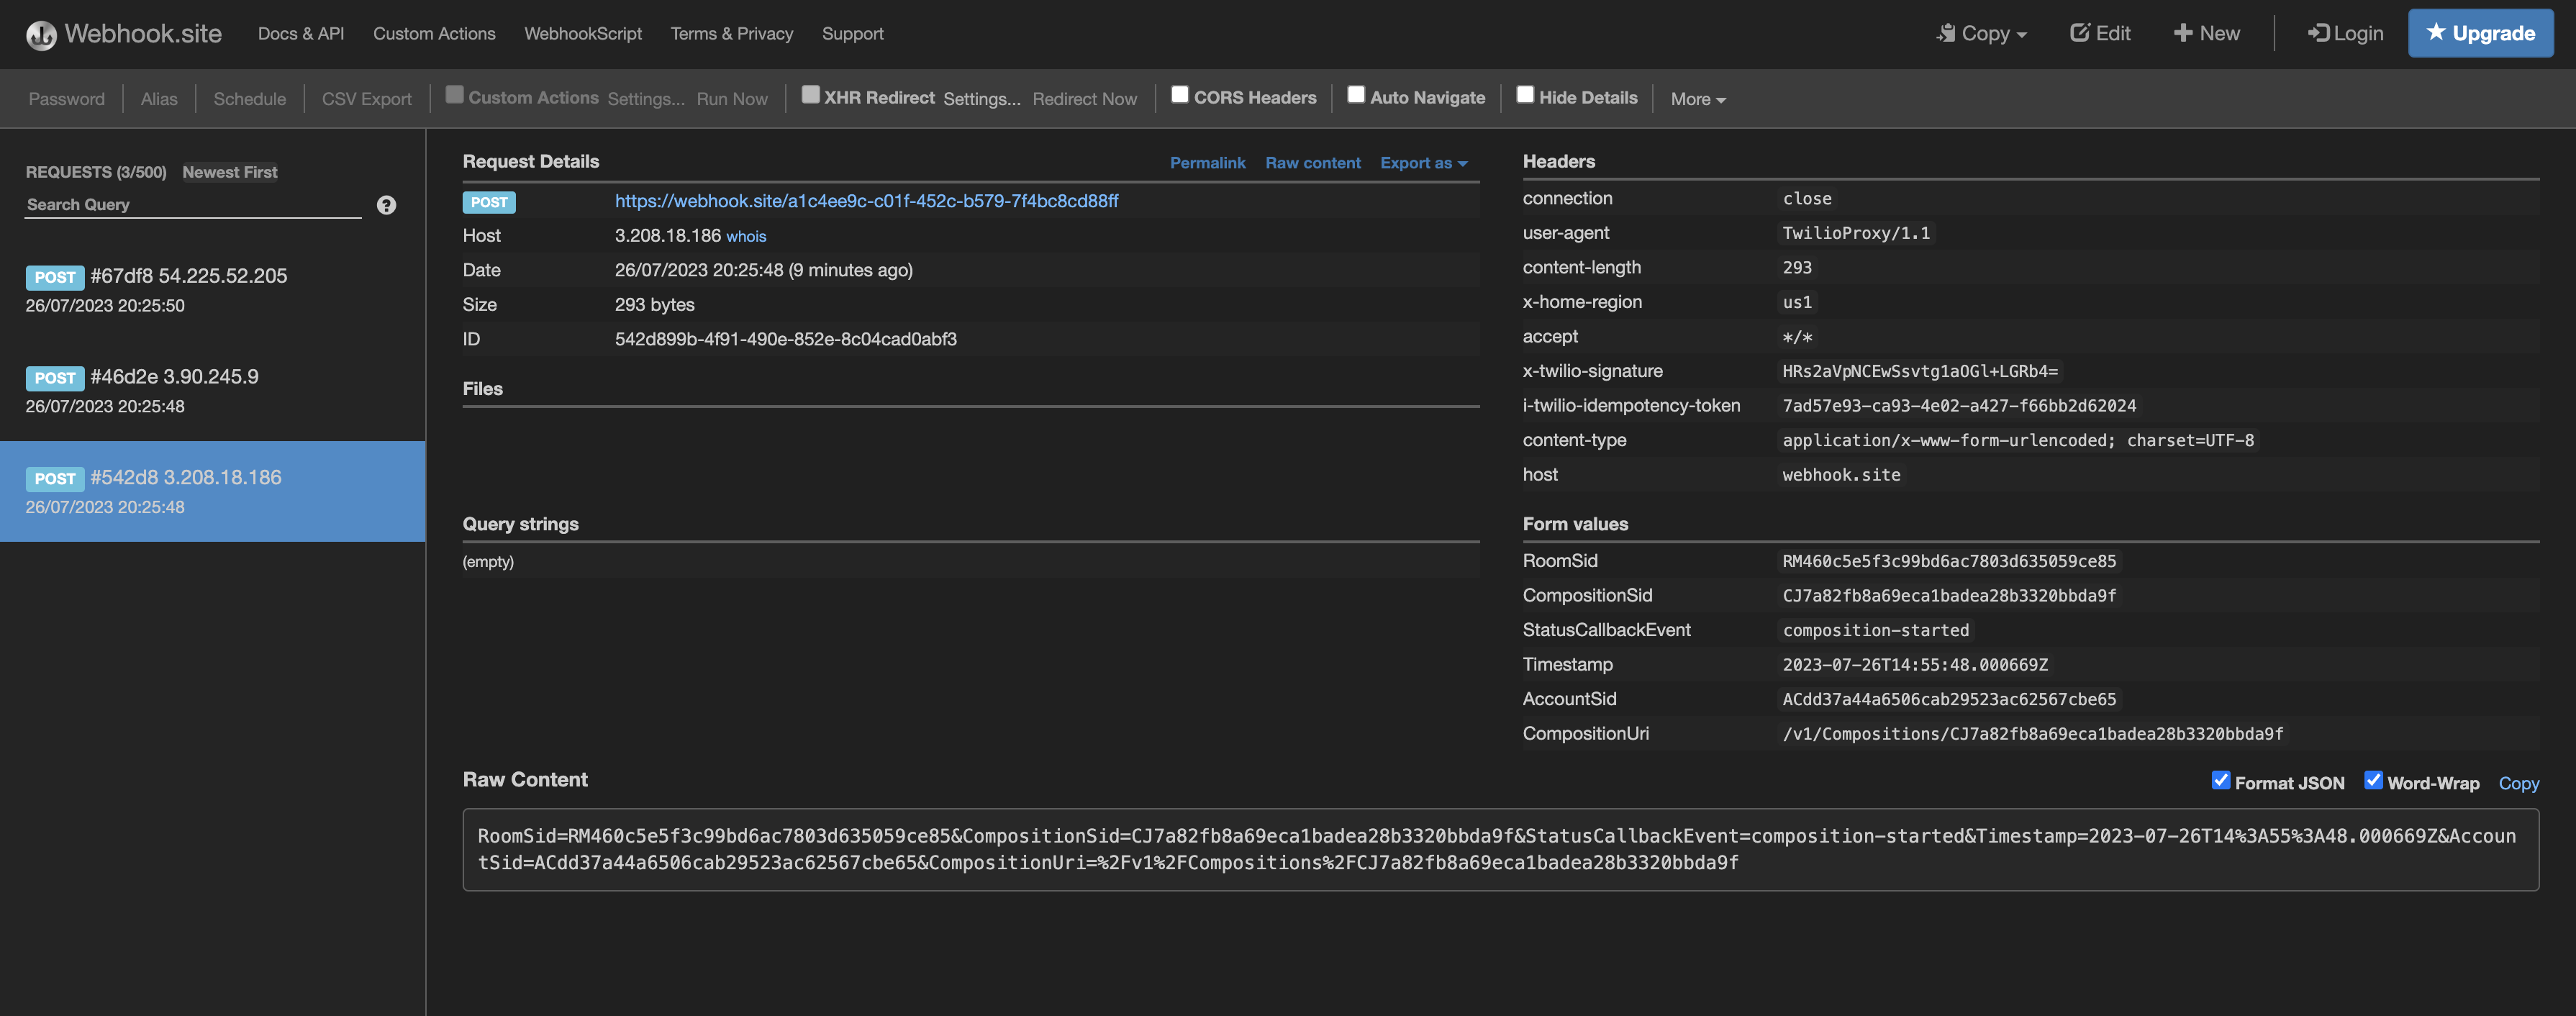 Webhook.site Docs & API Custom Actions WebhookScript Terms & Privacy Support Copy Edit New Login Upgrade
Password Alias Schedule CSV Export Custom Actions Settings... Run Now XHR Redirect Settings... Redirect Now CORS Headers Auto Navigate Hide Details More
REQUESTS (3/500) Newest First
Search Query
POST #67df8 54.225.52.205
26/07/2023 20:25:50
POST #46d2e 3.90.245.9
26/07/2023 20:25:48
POST #542d8 3.208.18.186
26/07/2023 20:25:48
Request Details Permalink Raw content Export as
POST https://webhook.site/a1c4ee9c-c01f-452c-b579-7f4bc8cd88ff
Host 3.208.18.186 whois
Date 26/07/2023 20:25:48 (9 minutes ago)
Size 293 bytes
ID 542d899b-4f91-490e-852e-8c04cad0abf3
Files
Query strings
(empty)
Headers
connection close
user-agent TwilioProxy/1.1
content-length 293
x-home-region us1
accept */*
x-twilio-signature HRs2aVpNCEwSsvtg1aOGl+LGRb4=
i-twilio-idempotency-token 7ad57e93-ca93-4e02-a427-f66bb2d62024
content-type application/x-www-form-urlencoded; charset=UTF-8
host webhook.site
Form values
RoomSid RM460c5e5f3c99bd6ac7803d635059ce85
CompositionSid CJ7a82fb8a69eca1badea28b3320bbda9f
StatusCallbackEvent composition-started
Timestamp 2023-07-26T14:55:48.000669Z
AccountSid ACdd37a44a6506cab29523ac62567cbe65
CompositionUri /v1/Compositions/CJ7a82fb8a69eca1badea28b3320bbda9f
Raw Content Format JSON Word-Wrap Copy
RoomSid=RM460c5e5f3c99bd6ac7803d635059ce85&CompositionSid=CJ7a82fb8a69eca1badea28b3320bbda9f&StatusCallbackEvent=composition-started&Timestamp=2023-07-26T14%3A55%3A48.000669Z&Accoun
tSid=ACdd37a44a6506cab29523ac62567cbe65&CompositionUri=%2Fv1%2FCompositions%2FCJ7a82fb8a69eca1badea28b3320bbda9f